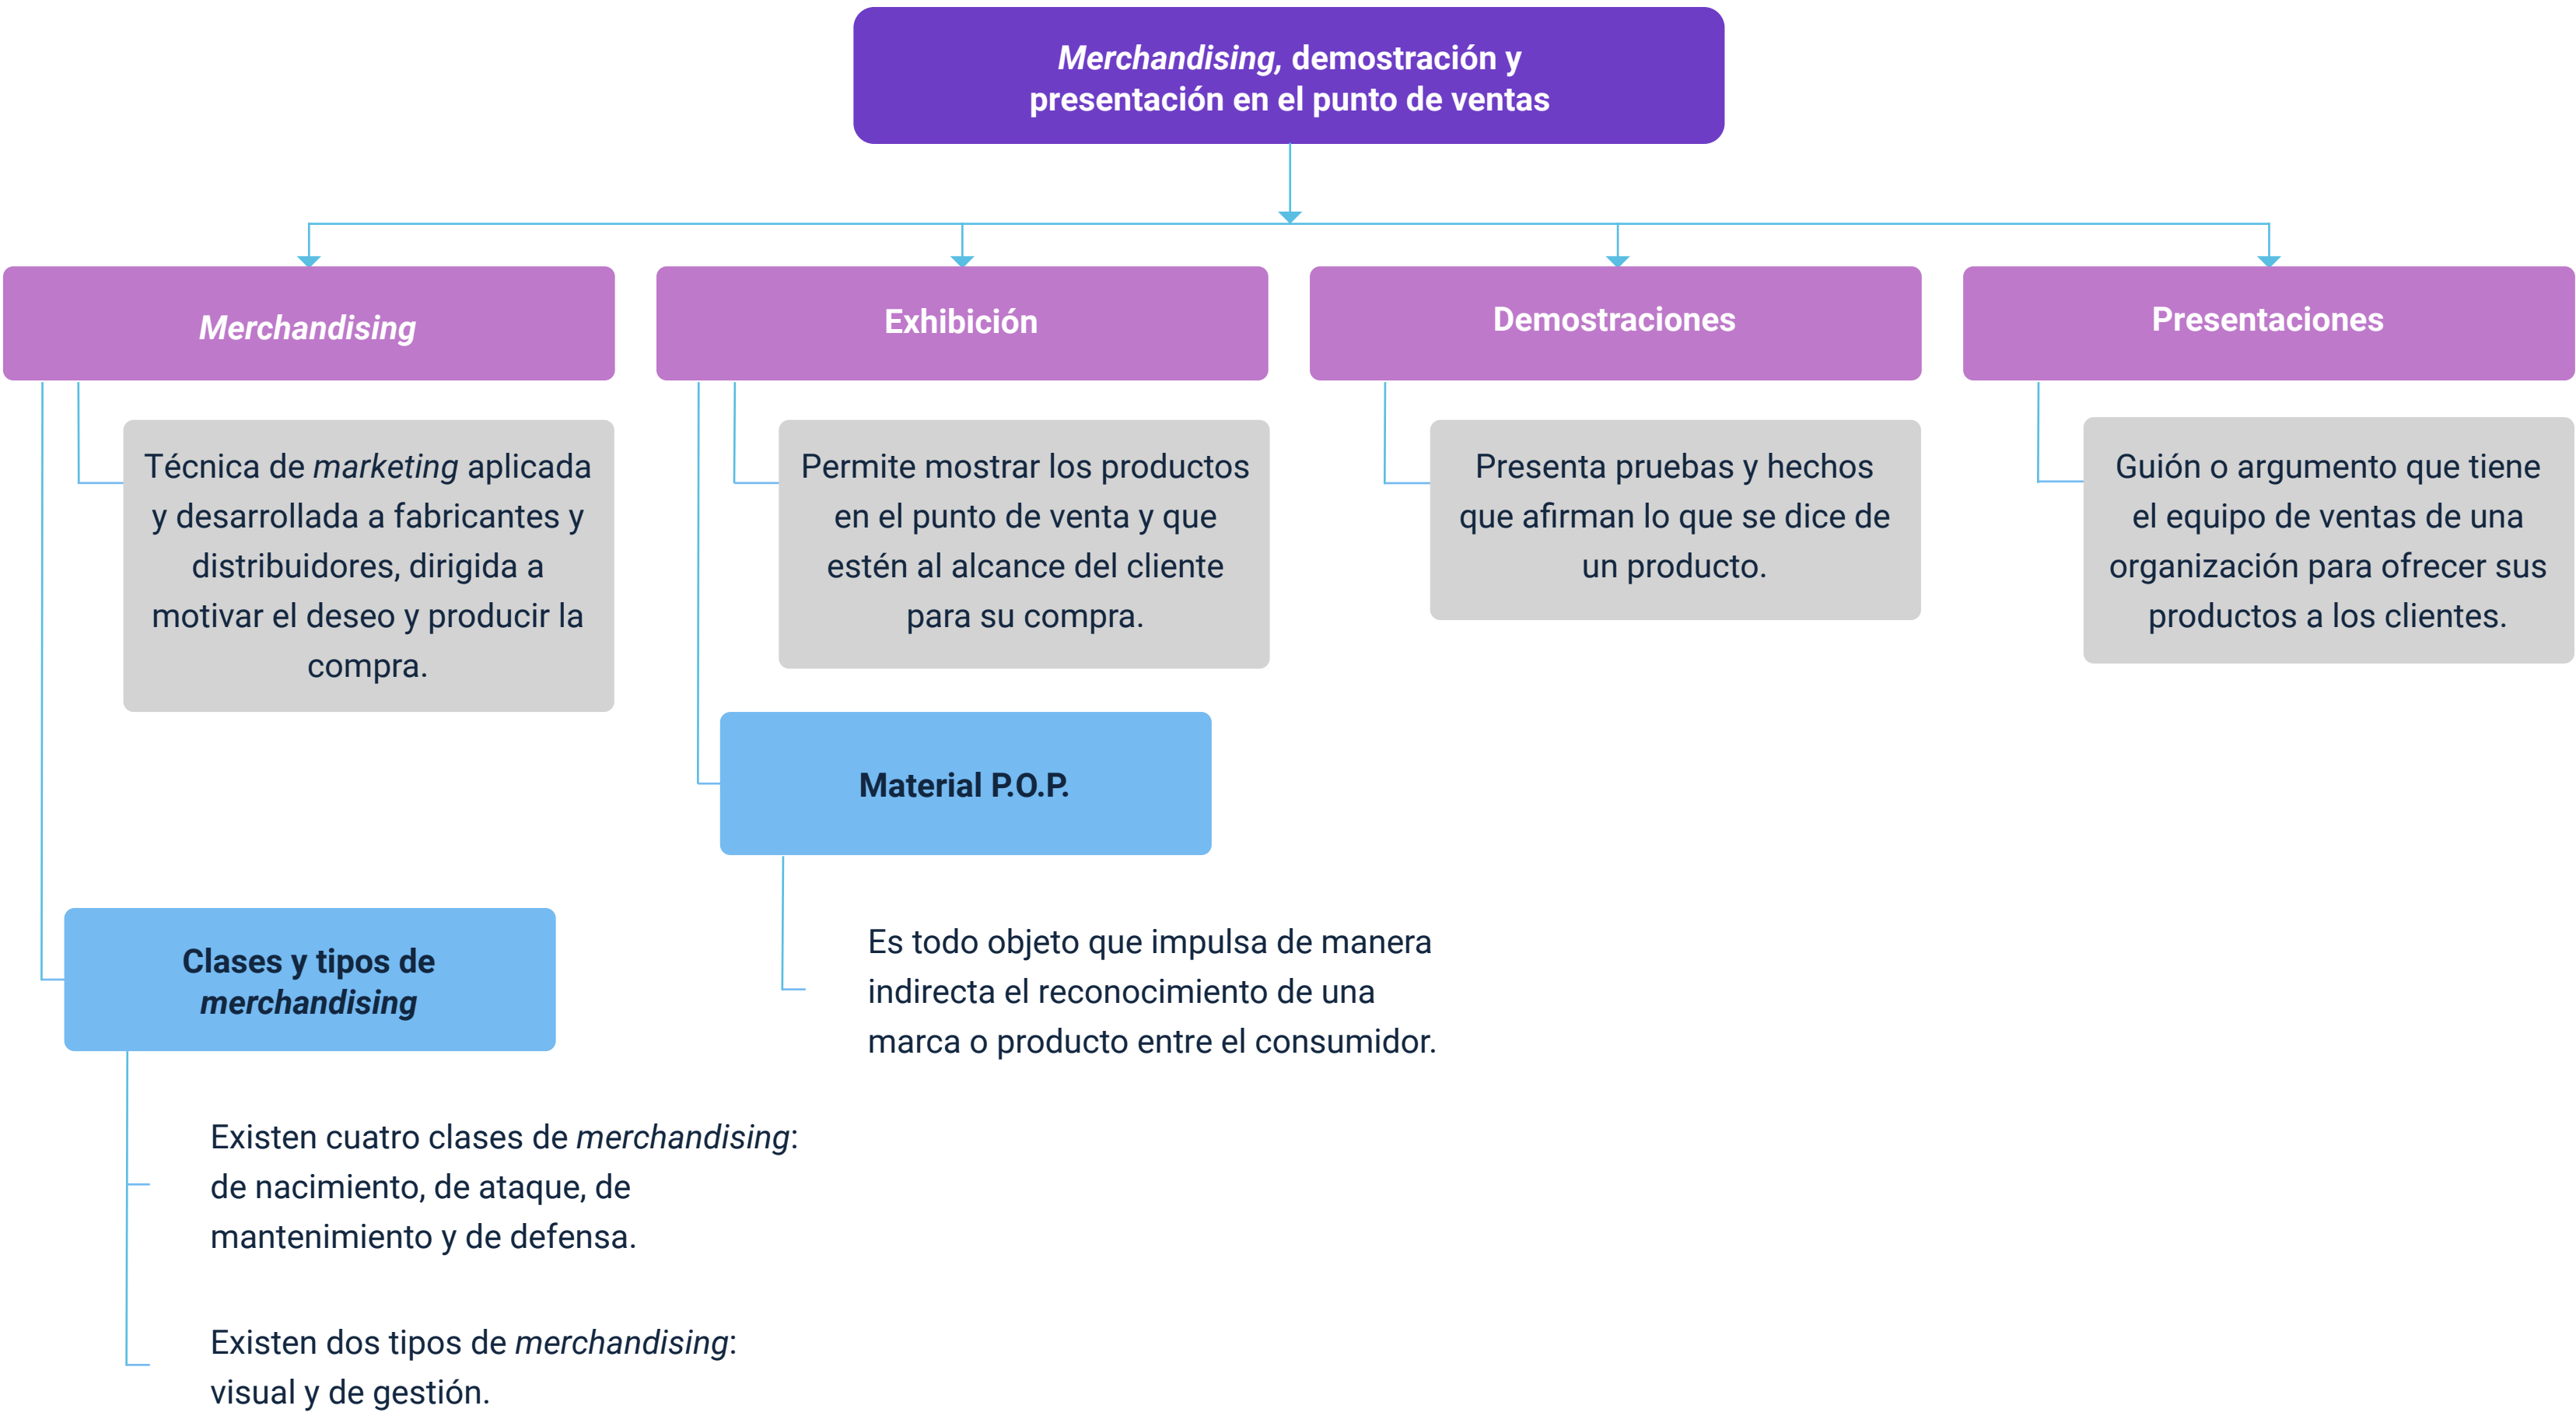 Merchandising, demostración y
presentación en el punto de ventas
Merchandising
Técnica de marketing aplicada
y desarrollada a fabricantes y
distribuidores, dirigida a
motivar el deseo y producir la
compra.
Clases y tipos de
merchandising
Existen cuatro clases de merchandising:
de nacimiento, de ataque, de
mantenimiento y de defensa.
Existen dos tipos de merchandising:
visual y de gestión.
Exhibición
Permite mostrar los productos
en el punto de venta y que
estén al alcance del cliente
para su compra.
Material P.O.P.
Es todo objeto que impulsa de manera
indirecta el reconocimiento de una
marca o producto entre el consumidor.
Demostraciones
Presenta pruebas y hechos
que afirman lo que se dice de
un producto.
Presentaciones
Guión o argumento que tiene
el equipo de ventas de una
organización para ofrecer sus
productos a los clientes.